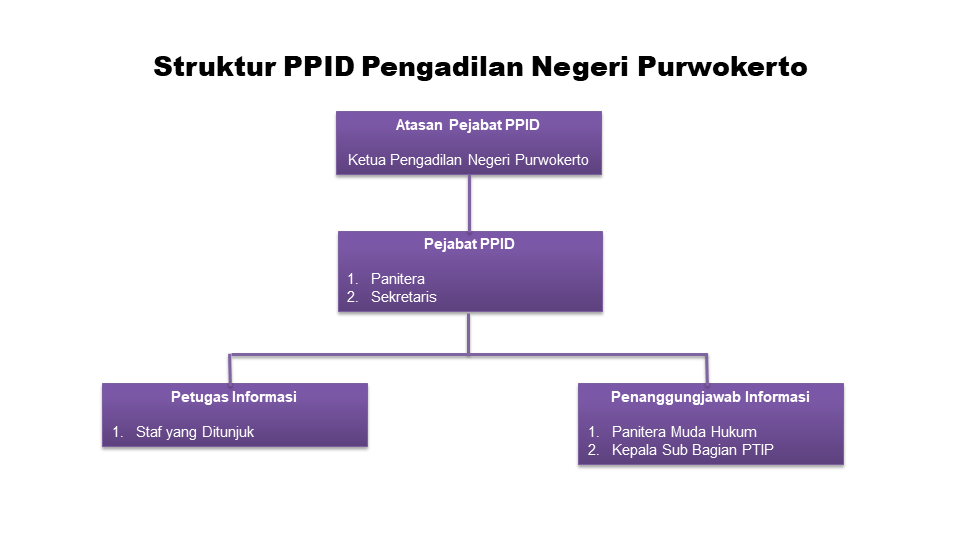 Struktur PPID Pengadilan Negeri Purwokerto
Atasan Pejabat PPID
Ketua Pengadilan Negeri Purwokerto
Pejabat PPID
1. Panitera
2. Sekretaris
Petugas Informasi
1. Staf yang Ditunjuk
Penanggungjawab Informasi
1. Panitera Muda Hukum
2. Kepala Sub Bagian PTIP